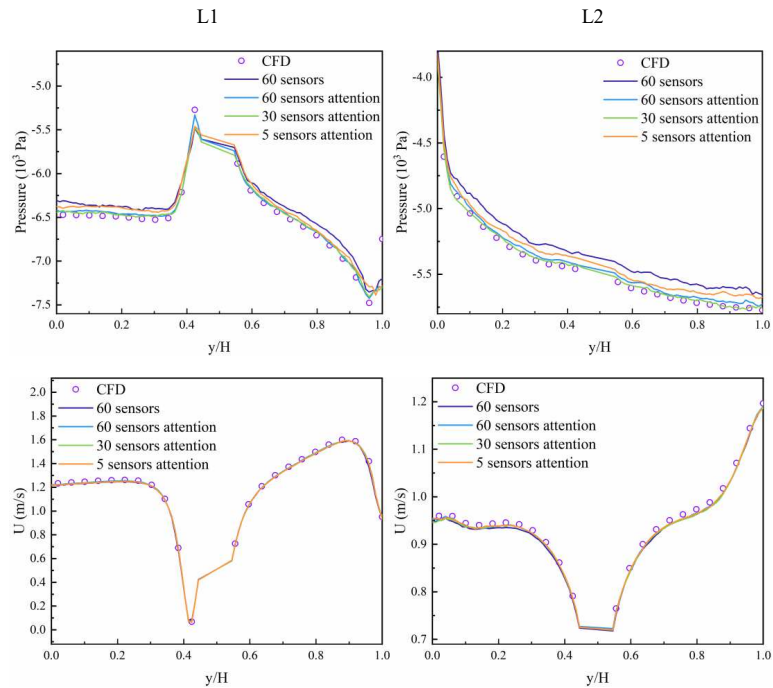 L1
L2
-5.0
-5.5
-6.0
-6.5
-7.0
-7.5
Pressure (10³ Pa)
CFD
60 sensors
60 sensors attention
30 sensors attention
5 sensors attention
0.0 0.2 0.4 0.6 0.8 1.0
y/H
-4.0
-4.5
-5.0
-5.5
Pressure (10³ Pa)
CFD
60 sensors
60 sensors attention
30 sensors attention
5 sensors attention
0.0 0.2 0.4 0.6 0.8 1.0
y/H
2.0
1.8
1.6
1.4
1.2
1.0
0.8
0.6
0.4
0.2
0.0
U (m/s)
CFD
60 sensors
60 sensors attention
30 sensors attention
5 sensors attention
0.0 0.2 0.4 0.6 0.8 1.0
y/H
1.2
1.1
1.0
0.9
0.8
0.7
U (m/s)
CFD
60 sensors
60 sensors attention
30 sensors attention
5 sensors attention
0.0 0.2 0.4 0.6 0.8 1.0
y/H